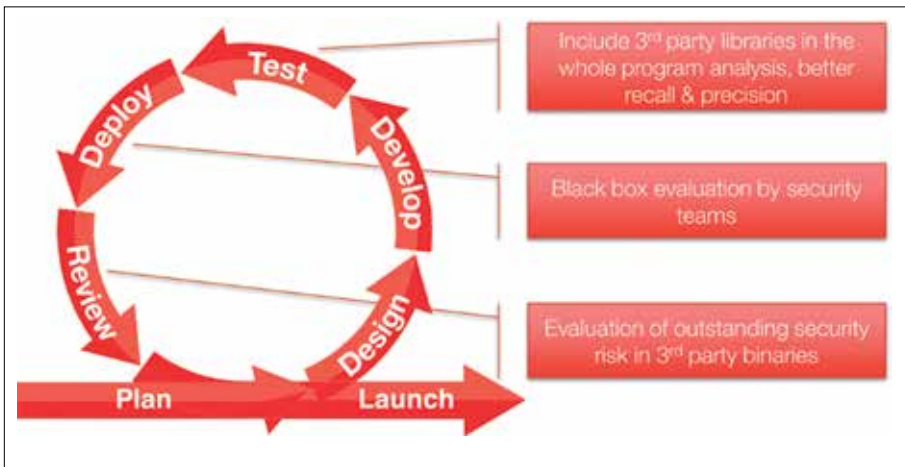 Test
Deploy
Develop
Review
Design
Plan
Launch
Include 3rd party libraries in the
whole program analysis, better
recall & precision
Black box evaluation by security
teams
Evaluation of outstanding security
risk in 3rd party binaries